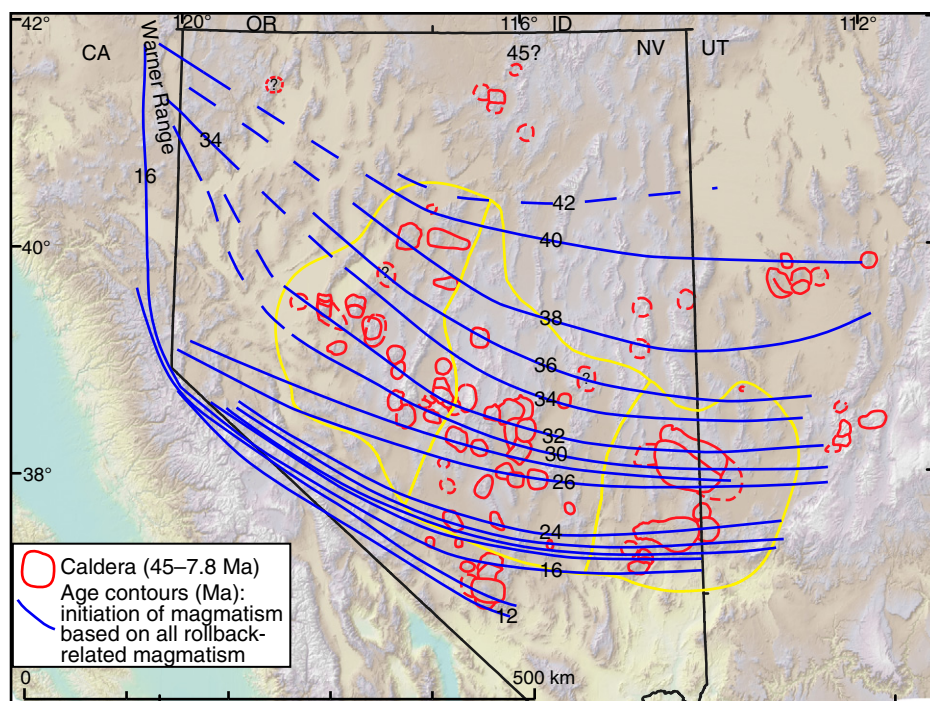 42°
120°
OR
116°
ID
112°
CA
45?
NV
UT
Warner Range
?
34
16
42
40°
40
?
38
36
?
34
32
30
38°
26
24
16
12
Caldera (45–7.8 Ma)
Age contours (Ma):
initiation of magmatism
based on all rollback-
related magmatism
0
500 km